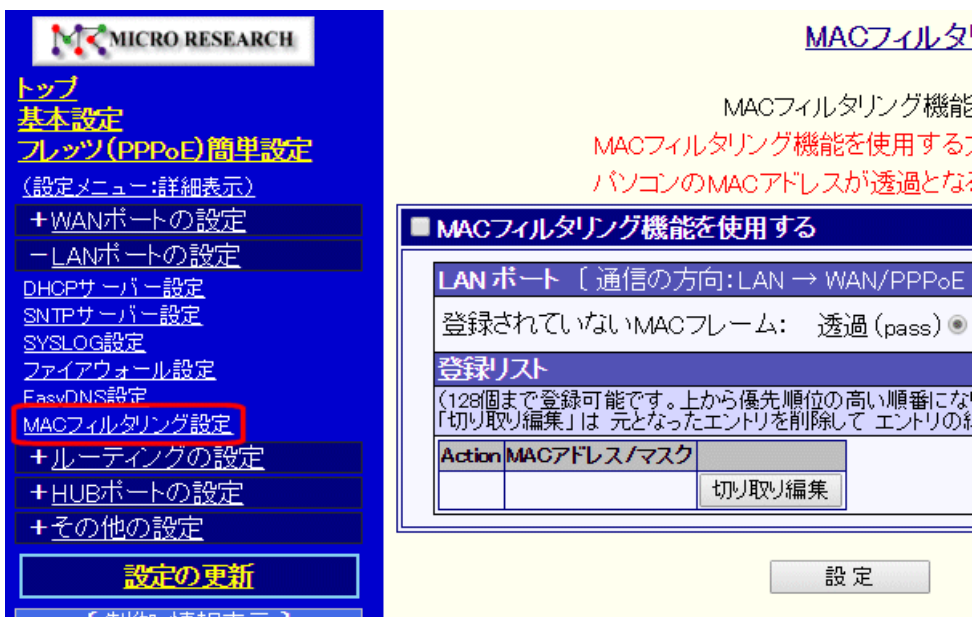 MICRO RESEARCH
トップ
基本設定
フレッツ(PPPoE)簡単設定
(設定メニュー:詳細表示)
+WANポートの設定
－LANポートの設定
DHCPサーバー設定
SNTPサーバー設定
SYSLOG設定
ファイアウォール設定
EasyDNS設定
MACフィルタリング設定
+ルーティングの設定
+HUBポートの設定
+その他の設定
設定の更新
MACフィルタリ
MACフィルタリング機能
MACフィルタリング機能を使用する
パソコンのMACアドレスが透過とな
MACフィルタリング機能を使用する
LAN ポート 〔 通信の方向:LAN → WAN/PPPoE
登録されていないMACフレーム: 透過(pass)
登録リスト
(128個まで登録可能です。上から優先順位の高い順番にな
「切り取り編集」は 元となったエントリを削除して エントリの
Action MACアドレス/マスク
切り取り編集
設 定